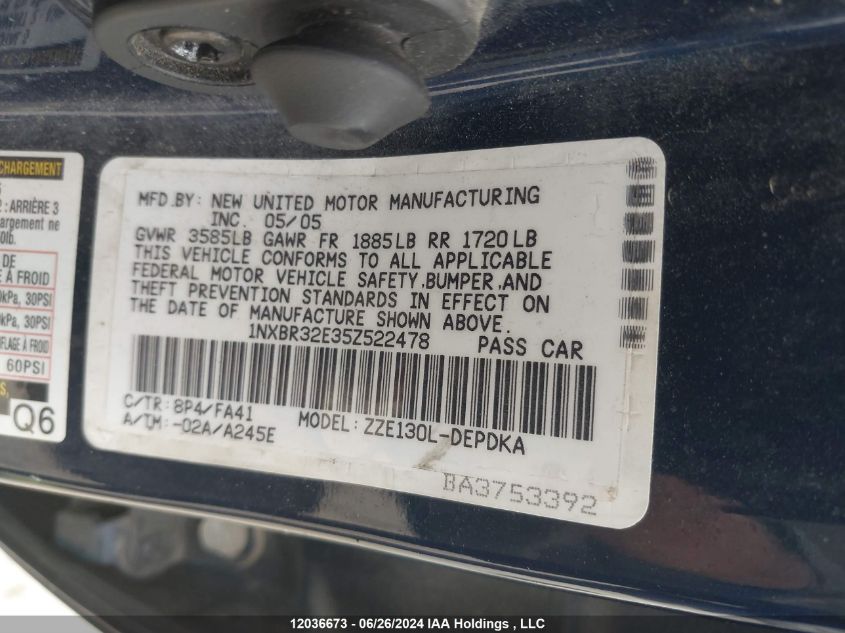 CHARGEMENT
: ARRIÈRE 3
chargement ne
0lb.
DE
À FROID
kPa, 30PSI
kPa, 30PSI
FLAGE À FROID
60PSI
Q6
MFD.BY: NEW UNITED MOTOR MANUFACTURING
INC. 05/05
GVWR 3585LB GAWR FR 1885LB RR 1720LB
THIS VEHICLE CONFORMS TO ALL APPLICABLE
FEDERAL MOTOR VEHICLE SAFETY,BUMPER,AND
THEFT PREVENTION STANDARDS IN EFFECT ON
THE DATE OF MANUFACTURE SHOWN ABOVE.
1NXBR32E35Z522478 PASS CAR
C/TR: 8P4/FA41 MODEL: ZZE130L-DEPDKA
A/TM: -02A/A245E
BA3753392
12036673 - 06/26/2024 IAA Holdings , LLC